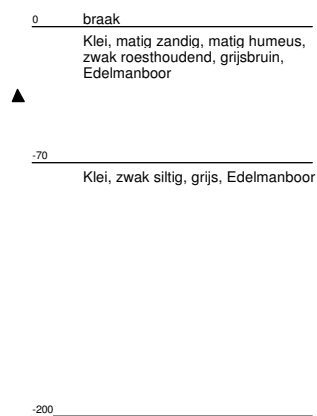 0 braak
Klei, matig zandig, matig humeus,
zwak roesthoudend, grijsbruin,
Edelmanboor
-70
Klei, zwak siltig, grijs, Edelmanboor
-200